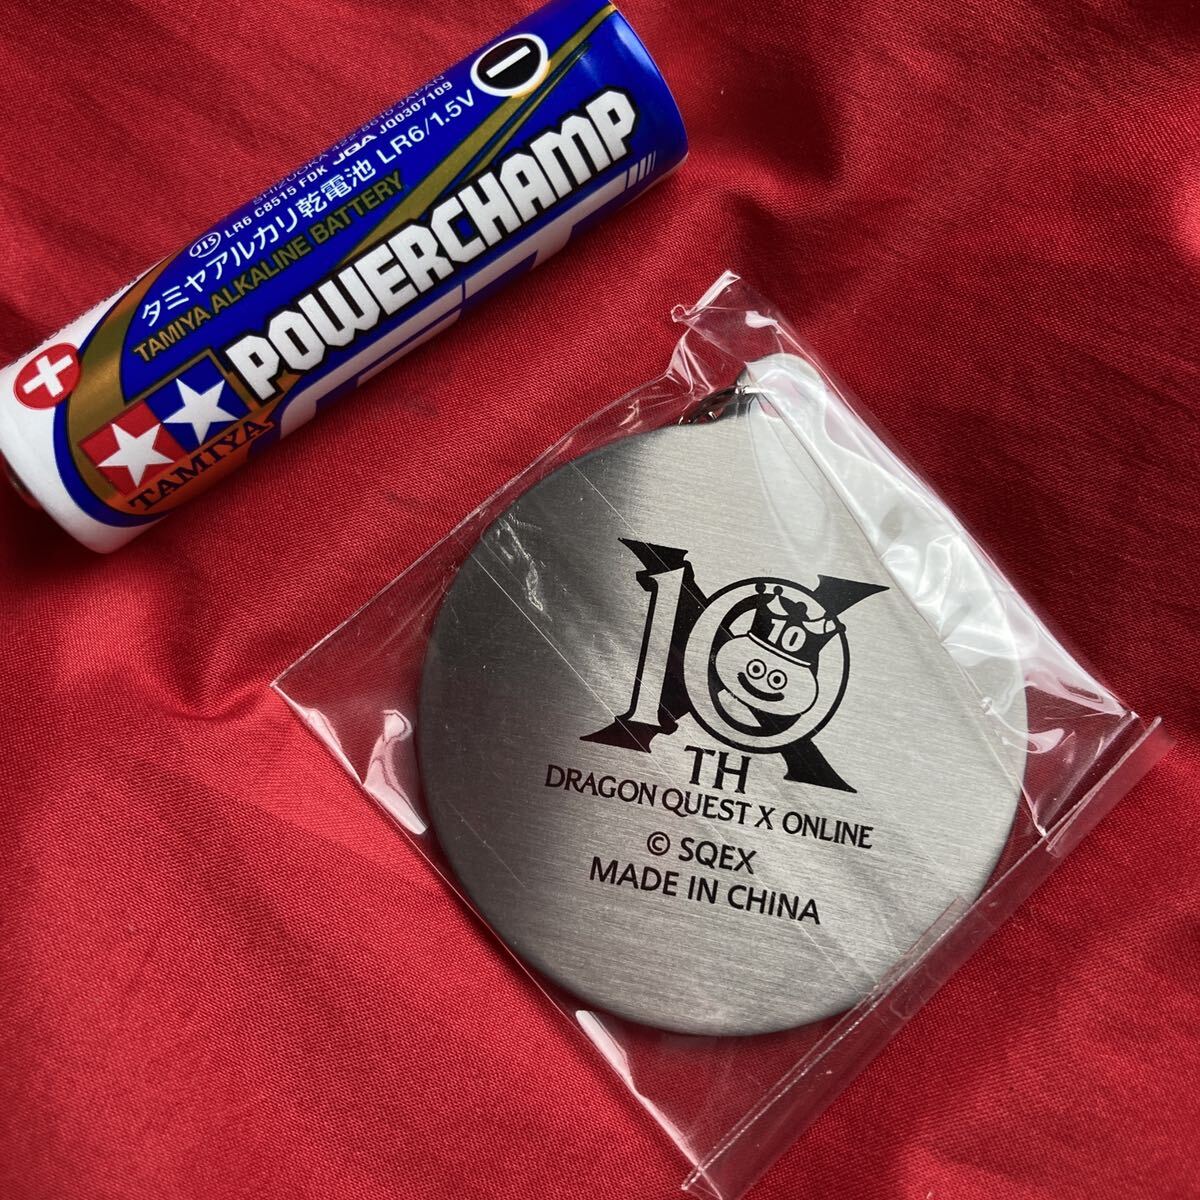 SHIZUOKA 422-8610 JAPAN
JIS LR6 C8515 FDK JQA JQ0307109
タミヤアルカリ乾電池 LR6/1.5V
TAMIYA ALKALINE BATTERY
POWERCHAMP
TAMIYA
10
10
TH
DRAGON QUEST X ONLINE
© SQEX
MADE IN CHINA